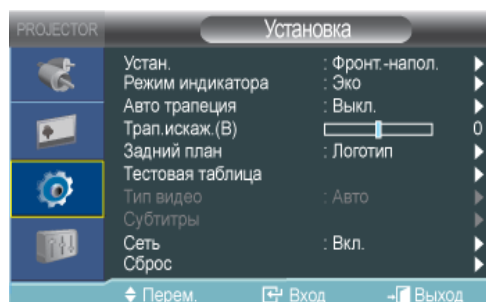 PROJECTOR Установка
Устан. : Фронт.-напол.
Режим индикатора : Эко
Авто трапеция : Выкл.
Трап.искаж.(В) 0
Задний план : Логотип
Тестовая таблица
Тип видео : Авто
Субтитры
Сеть : Вкл.
Сброс
Перем. Вход Выход